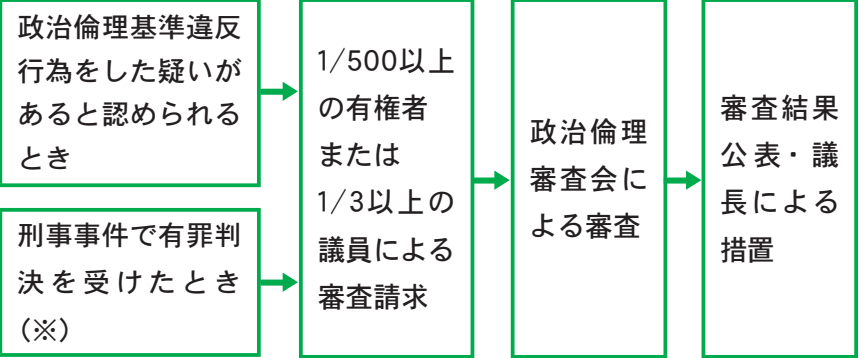 政治倫理基準違反
行為をした疑いが
あると認められる
とき
刑事事件で有罪判
決を受けたとき
（※）
1/500以上
の有権者
または
1/3以上の
議員による
審査請求
政治倫理
審査会に
よる審査
審査結果
公表・議
長による
措置